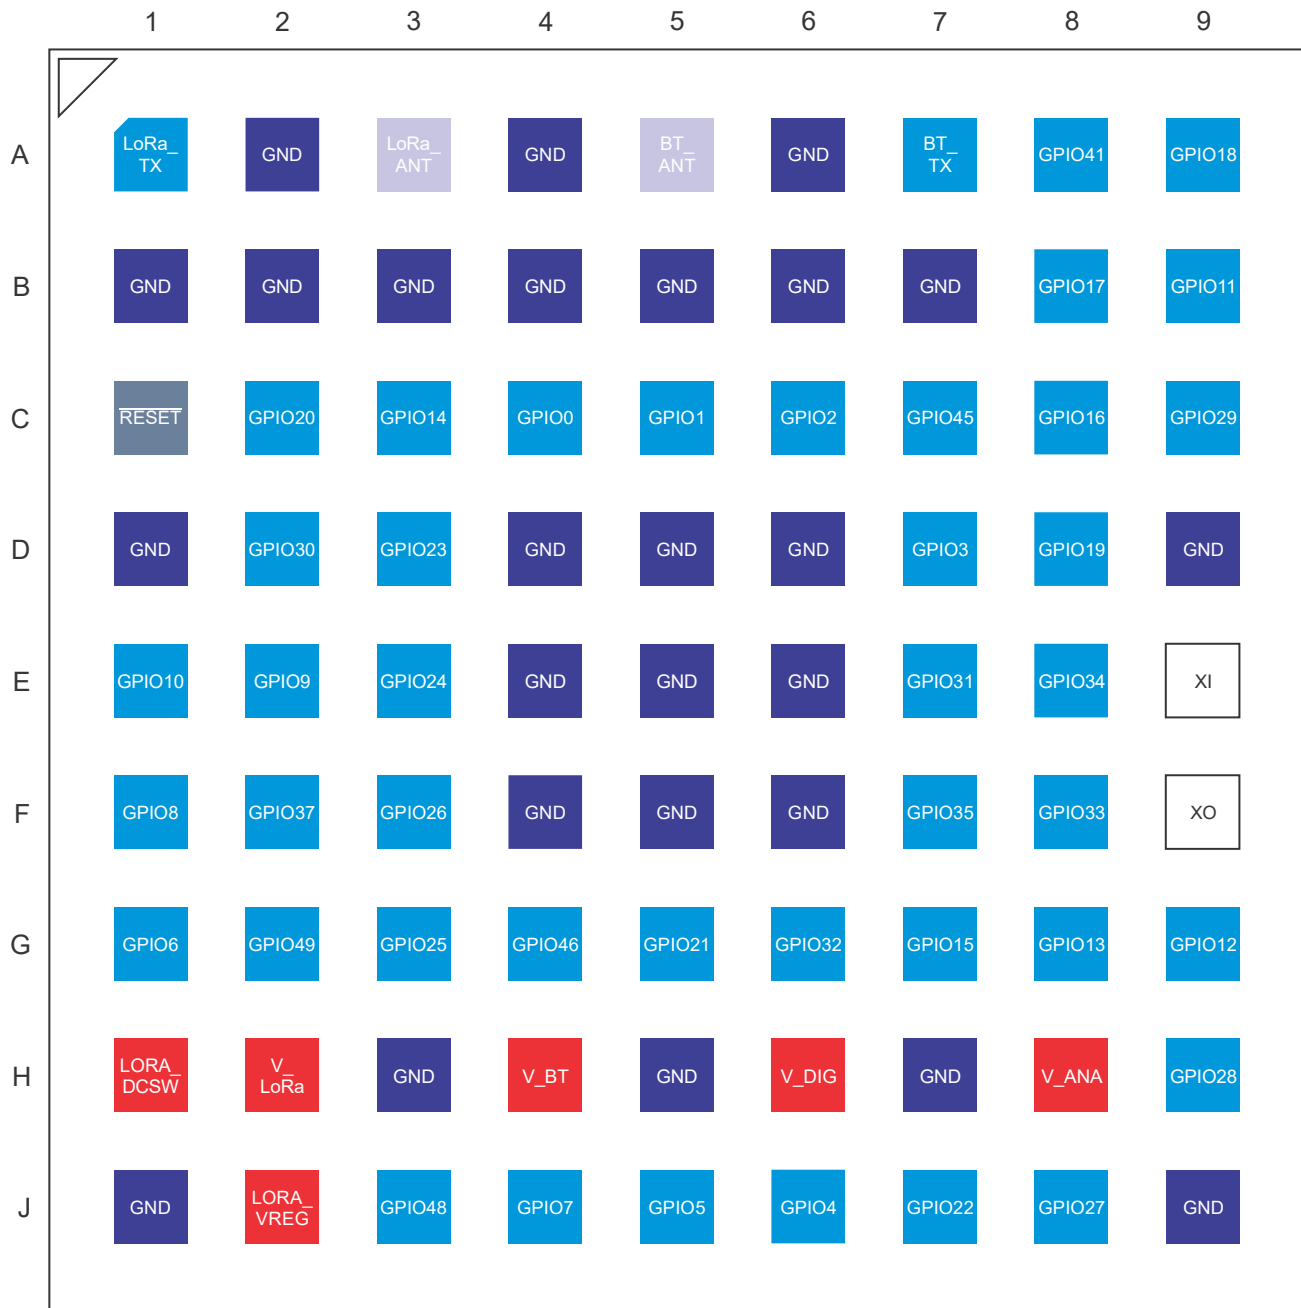 1 2 3 4 5 6 7 8 9
A LoRa_ GND LoRa_ GND BT_ GND BT_ GPIO41 GPIO18
TX ANT ANT TX
B GND GND GND GND GND GND GND GPIO17 GPIO11
C RESET GPIO20 GPIO14 GPIO0 GPIO1 GPIO2 GPIO45 GPIO16 GPIO29
D GND GPIO30 GPIO23 GND GND GND GPIO3 GPIO19 GND
E GPIO10 GPIO9 GPIO24 GND GND GND GPIO31 GPIO34 XI
F GPIO8 GPIO37 GPIO26 GND GND GND GPIO35 GPIO33 XO
G GPIO6 GPIO49 GPIO25 GPIO46 GPIO21 GPIO32 GPIO15 GPIO13 GPIO12
H LORA_ V_ GND V_BT GND V_DIG GND V_ANA GPIO28
DCSW LoRa
J GND LORA_ GPIO48 GPIO7 GPIO5 GPIO4 GPIO22 GPIO27 GND
VREG